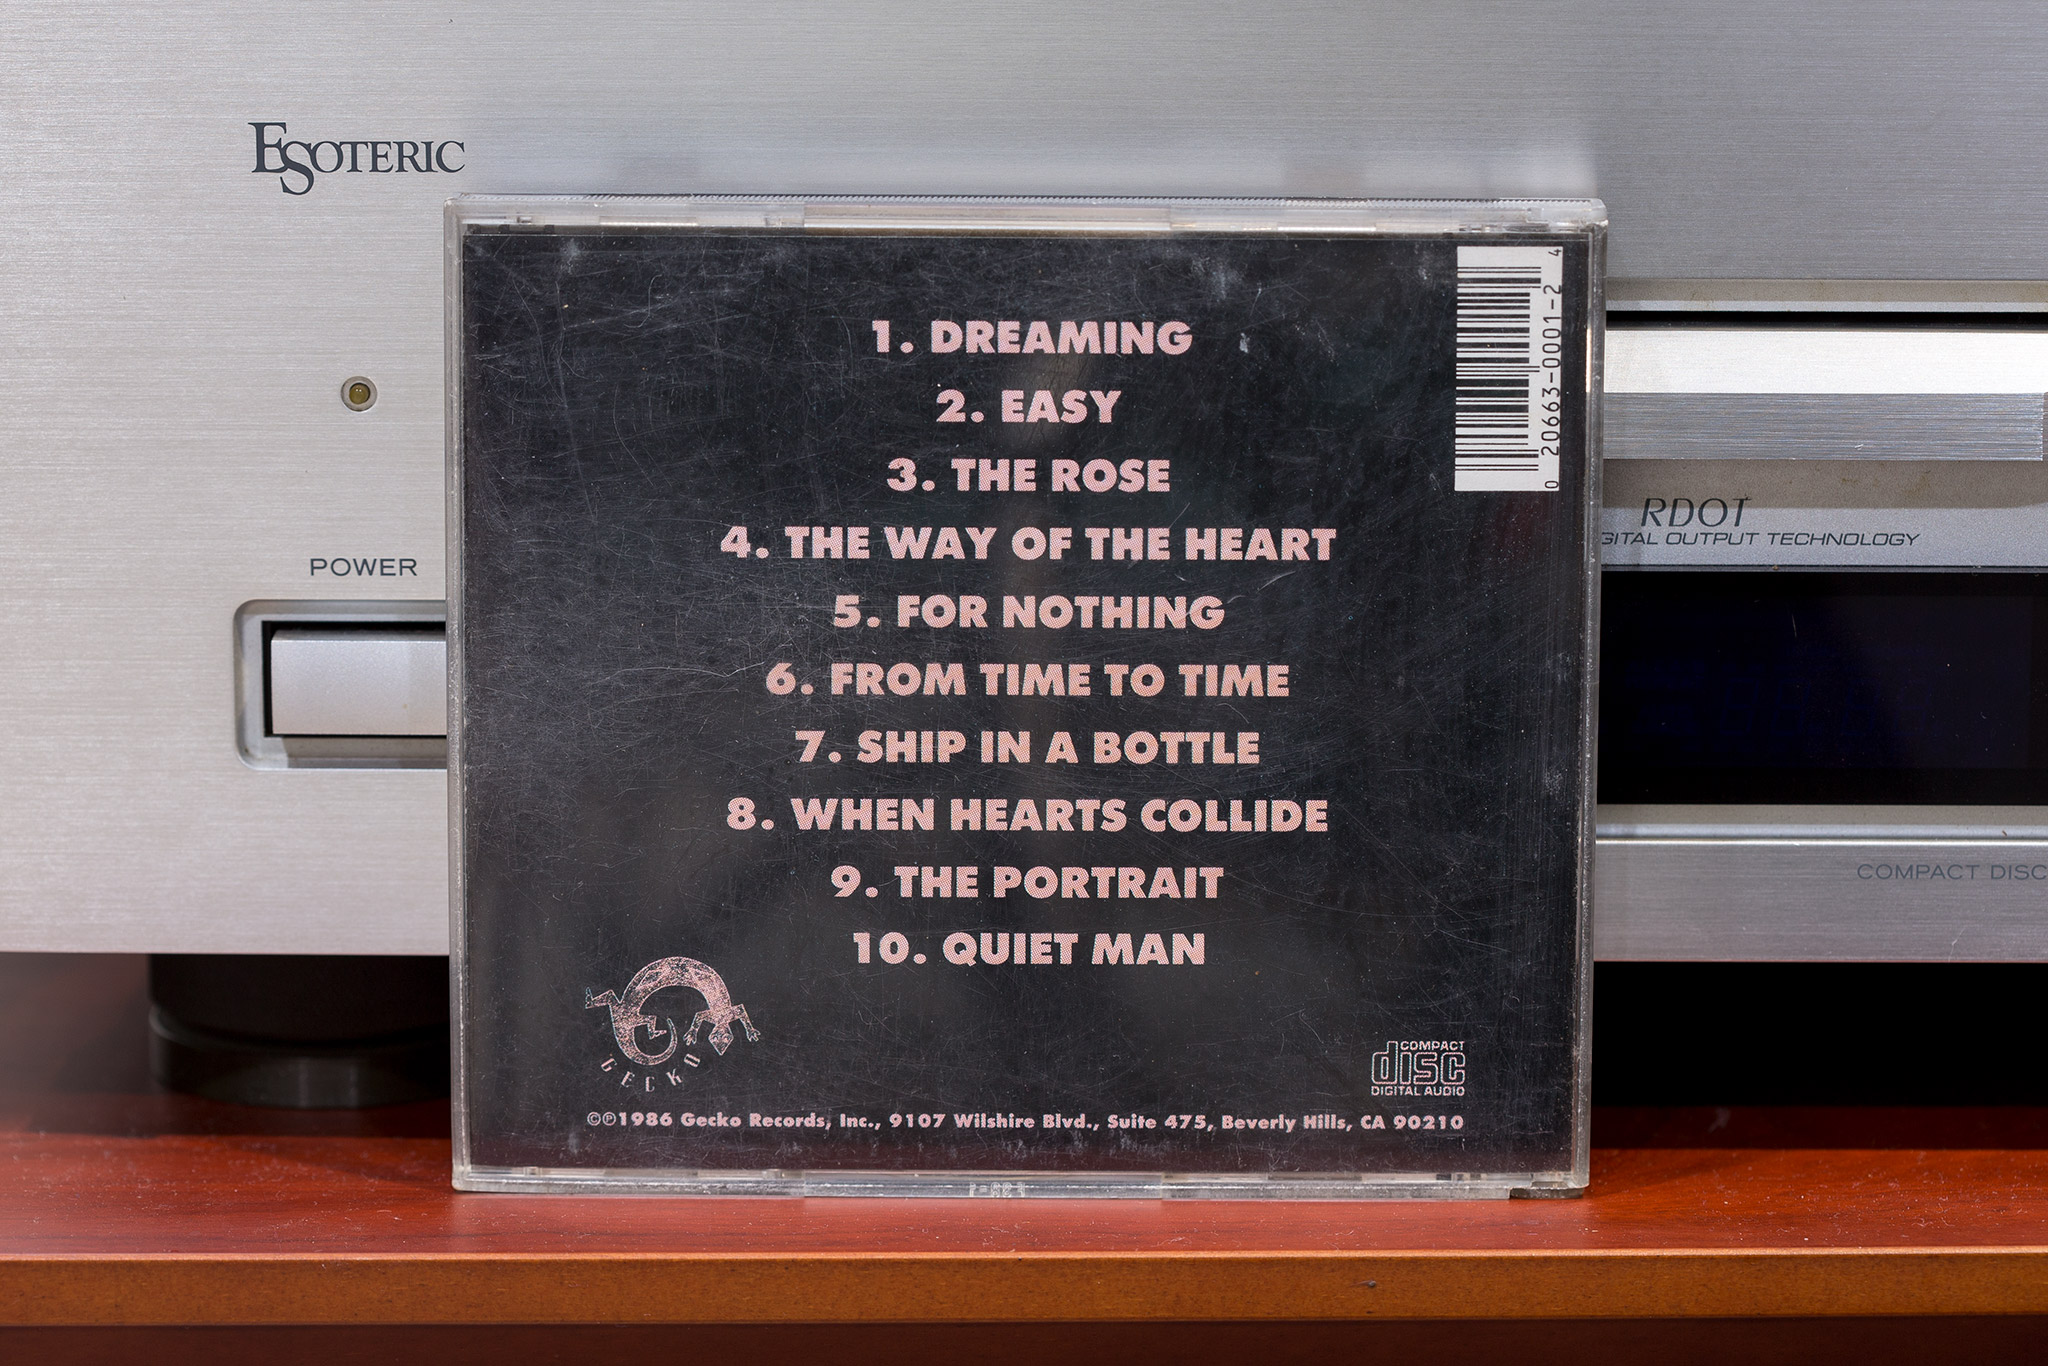 ESOTERIC
POWER
1. DREAMING
2. EASY
3. THE ROSE
4. THE WAY OF THE HEART
5. FOR NOTHING
6. FROM TIME TO TIME
7. SHIP IN A BOTTLE
8. WHEN HEARTS COLLIDE
9. THE PORTRAIT
10. QUIET MAN
0 20663-0001-2 4
GECKO
COMPACT
disc
DIGITAL AUDIO
©℗1986 Gecko Records, Inc., 9107 Wilshire Blvd., Suite 475, Beverly Hills, CA 90210
RDOT
GITAL OUTPUT TECHNOLOGY
COMPACT DISC